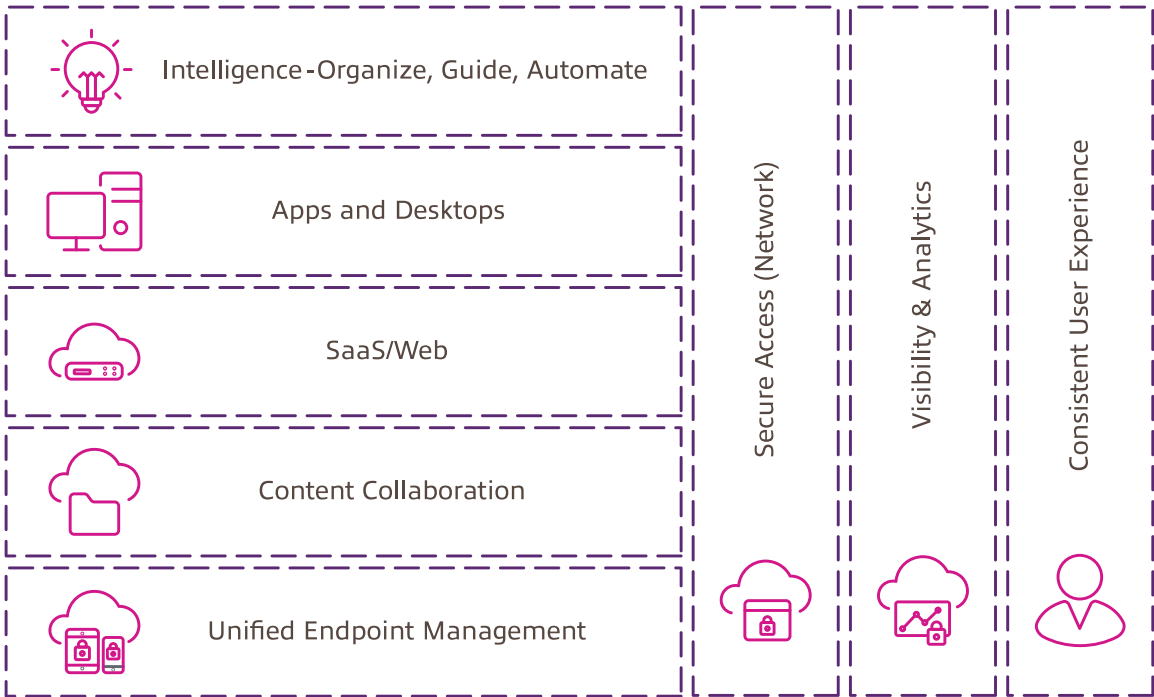 Intelligence-Organize, Guide, Automate
Apps and Desktops
SaaS/Web
Content Collaboration
Unified Endpoint Management
Secure Access (Network)
Visibility & Analytics
Consistent User Experience